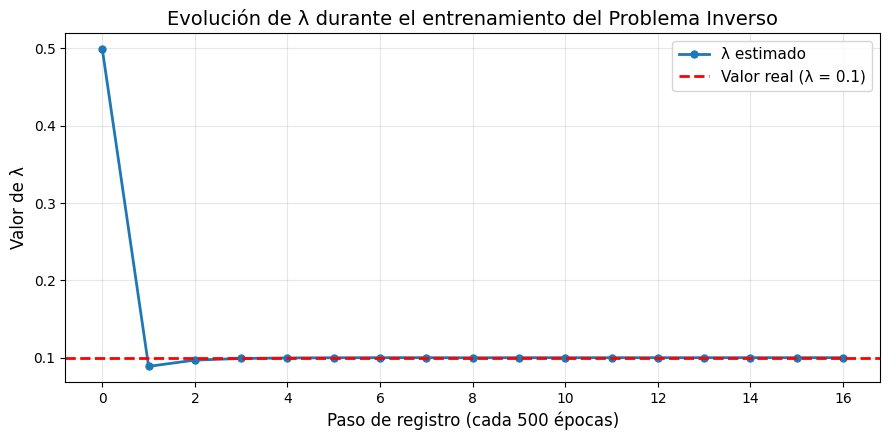 Evolución de λ durante el entrenamiento del Problema Inverso
λ estimado
Valor real (λ = 0.1)
Valor de λ
0.5
0.4
0.3
0.2
0.1
0 2 4 6 8 10 12 14 16
Paso de registro (cada 500 épocas)